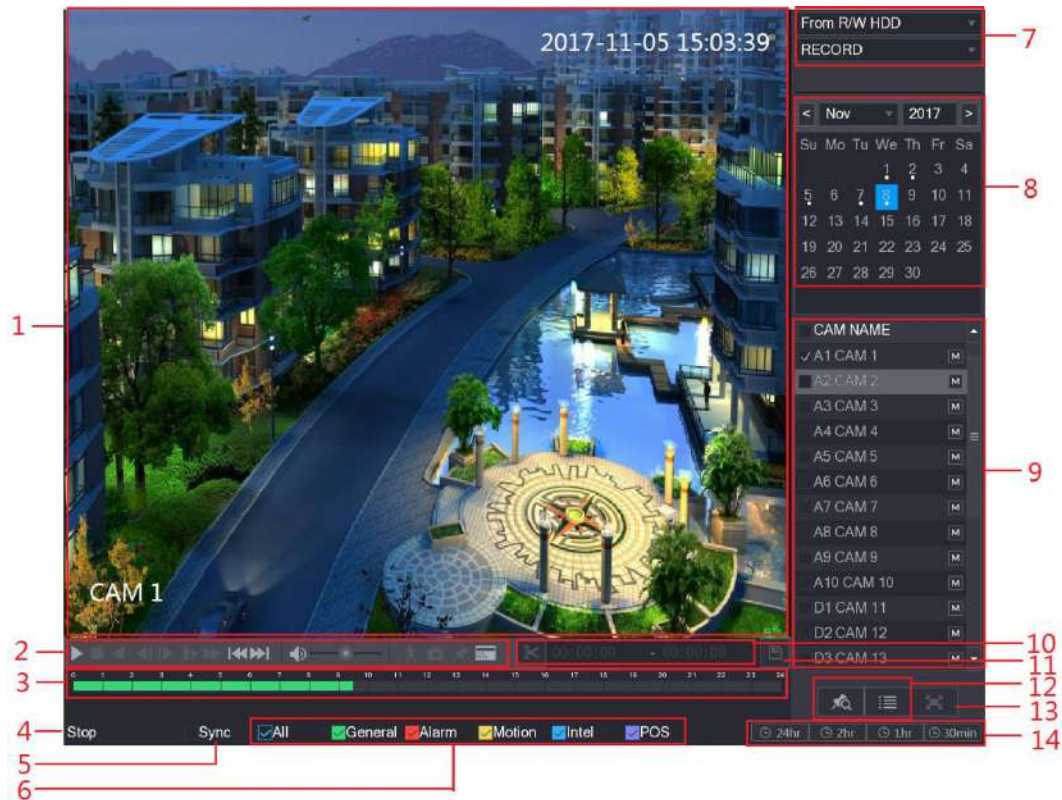 2017-11-05 15:03:39
CAM 1
From R/W HDD
RECORD
7
< Nov 2017 >
Su Mo Tu We Th Fr Sa
1 2 3 4
5 6 7 8 9 10 11
12 13 14 15 16 17 18
19 20 21 22 23 24 25
26 27 28 29 30
8
1
CAM NAME
A1 CAM 1 M
A2 CAM 2 M
A3 CAM 3 M
A4 CAM 4 M
A5 CAM 5 M
A6 CAM 6 M
A7 CAM 7 M
A8 CAM 8 M
A9 CAM 9 M
A10 CAM 10 M
D1 CAM 11 M
D2 CAM 12 M
D3 CAM 13 M
9
2
00:00:00 - 00:00:00
10
11
3
0 1 2 3 4 5 6 7 8 9 10 11 12 13 14 15 16 17 18 19 20 21 22 23 24
12
13
4 Stop Sync All General Alarm Motion Intel POS
24hr 2hr 1hr 30min
14
5
6